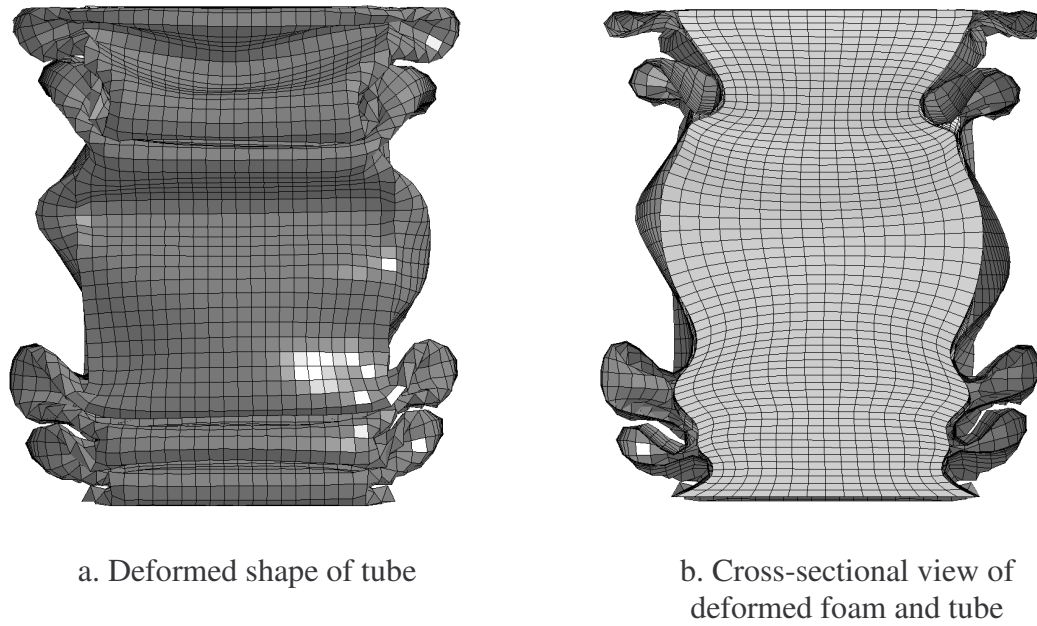 a. Deformed shape of tube
b. Cross-sectional view of
deformed foam and tube